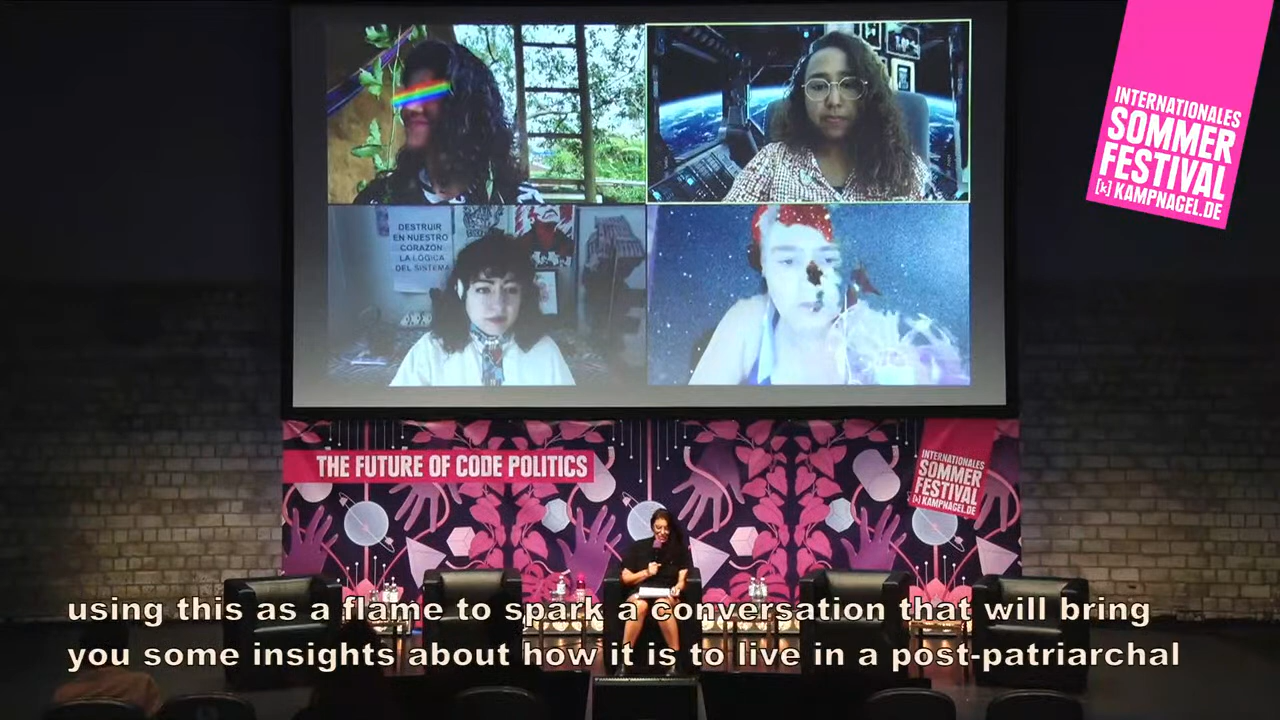 INTERNATIONALES
SOMMER
FESTIVAL
[k] KAMPNAGEL.DE
DESTRUIR
EN NUESTRO
CORAZÓN
LA LÓGICA
DEL SISTEMA
THE FUTURE OF CODE POLITICS
INTERNATIONALES
SOMMER
FESTIVAL
[k] KAMPNAGEL.DE
using this as a flame to spark a conversation that will bring
you some insights about how it is to live in a post-patriarchal